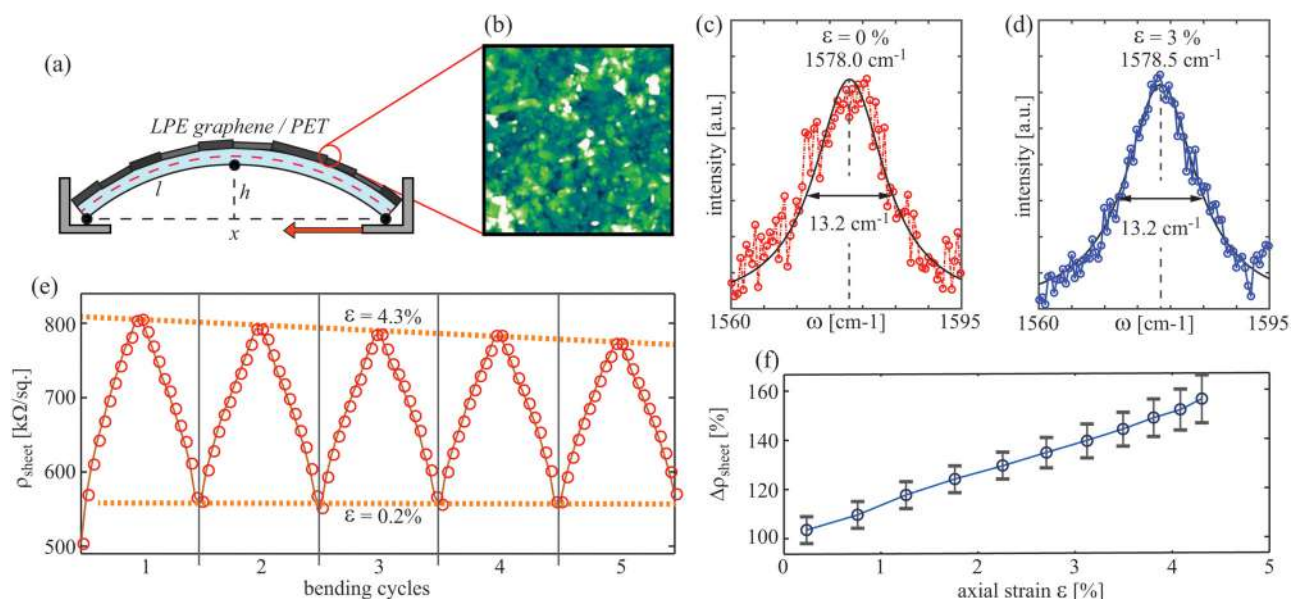 (a)
LPE graphene / PET
l
h
x
(b)
(c)
ε = 0 %
1578.0 cm-1
intensity [a.u.]
13.2 cm-1
1560
ω [cm-1]
1595
(d)
ε = 3 %
1578.5 cm-1
intensity [a.u.]
13.2 cm-1
1560
ω [cm-1]
1595
(e)
ρsheet [kΩ/sq.]
800
700
600
500
ε = 4.3%
ε = 0.2%
1 2 3 4 5
bending cycles
(f)
Δρsheet [%]
160
140
120
100
0 1 2 3 4 5
axial strain ε [%]